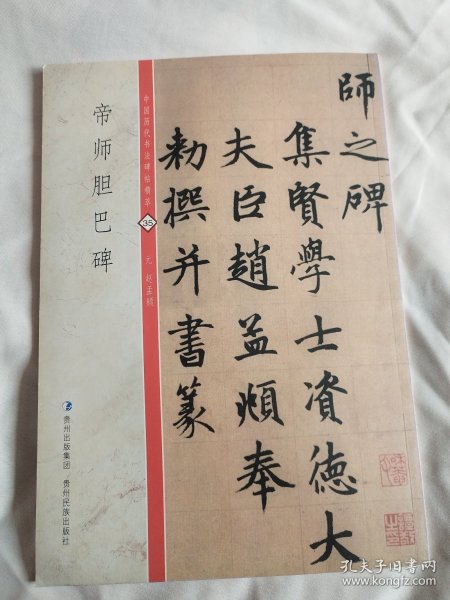 帝师胆巴碑
中国历代书法碑帖精萃
35
元 赵孟頫
師之碑
集賢學士資德大
夫臣趙孟頫奉
勑撰并書篆
贵州出版集团 贵州民族出版社
孔夫子旧书网
www.kongfz.com